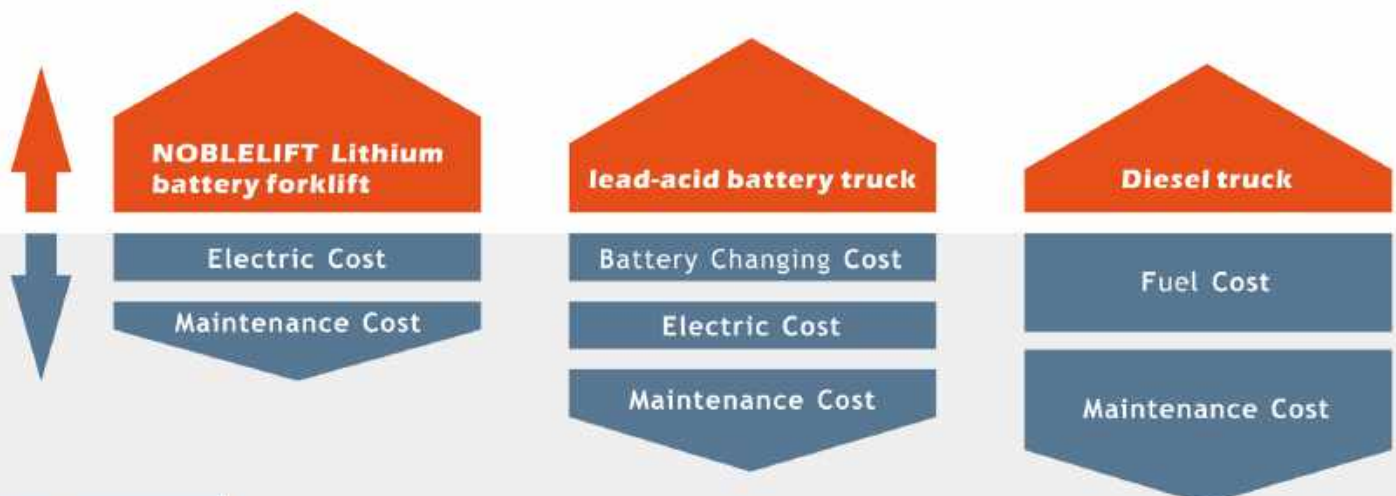 NOBLELIFT Lithium
battery forklift
Electric Cost
Maintenance Cost
lead-acid battery truck
Battery Changing Cost
Electric Cost
Maintenance Cost
Diesel truck
Fuel Cost
Maintenance Cost